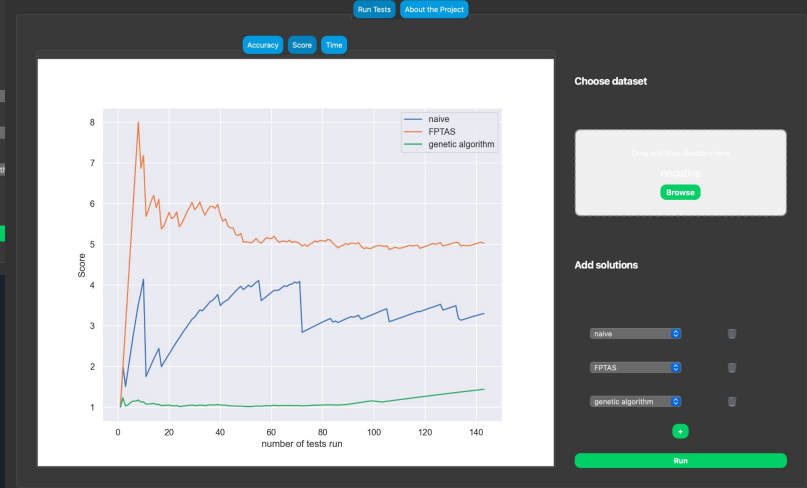 Run Tests
About the Project
Accuracy
Score
Time
naive
FPTAS
genetic algorithm
8
7
6
5
4
3
2
1
Score
0
20
40
60
80
100
120
140
number of tests run
Choose dataset
Drag and drop directory here
negative
Browse
Add solutions
naive
FPTAS
genetic algorithm
+
Run